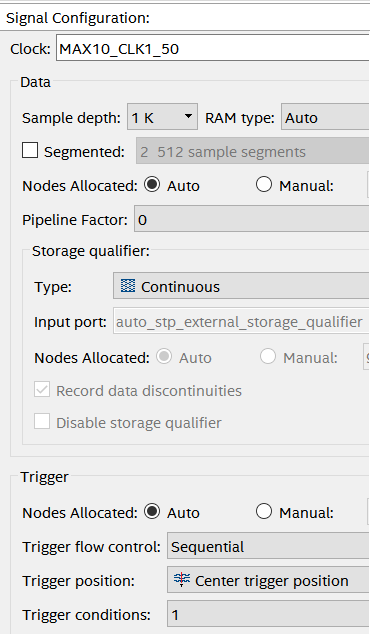 Signal Configuration:
Clock: MAX10_CLK1_50
Data
Sample depth: 1 K RAM type: Auto
Segmented: 2 512 sample segments
Nodes Allocated: Auto Manual:
Pipeline Factor: 0
Storage qualifier:
Type: Continuous
Input port: auto_stp_external_storage_qualifier
Nodes Allocated: Auto Manual:
Record data discontinuities
Disable storage qualifier
Trigger
Nodes Allocated: Auto Manual:
Trigger flow control: Sequential
Trigger position: Center trigger position
Trigger conditions: 1